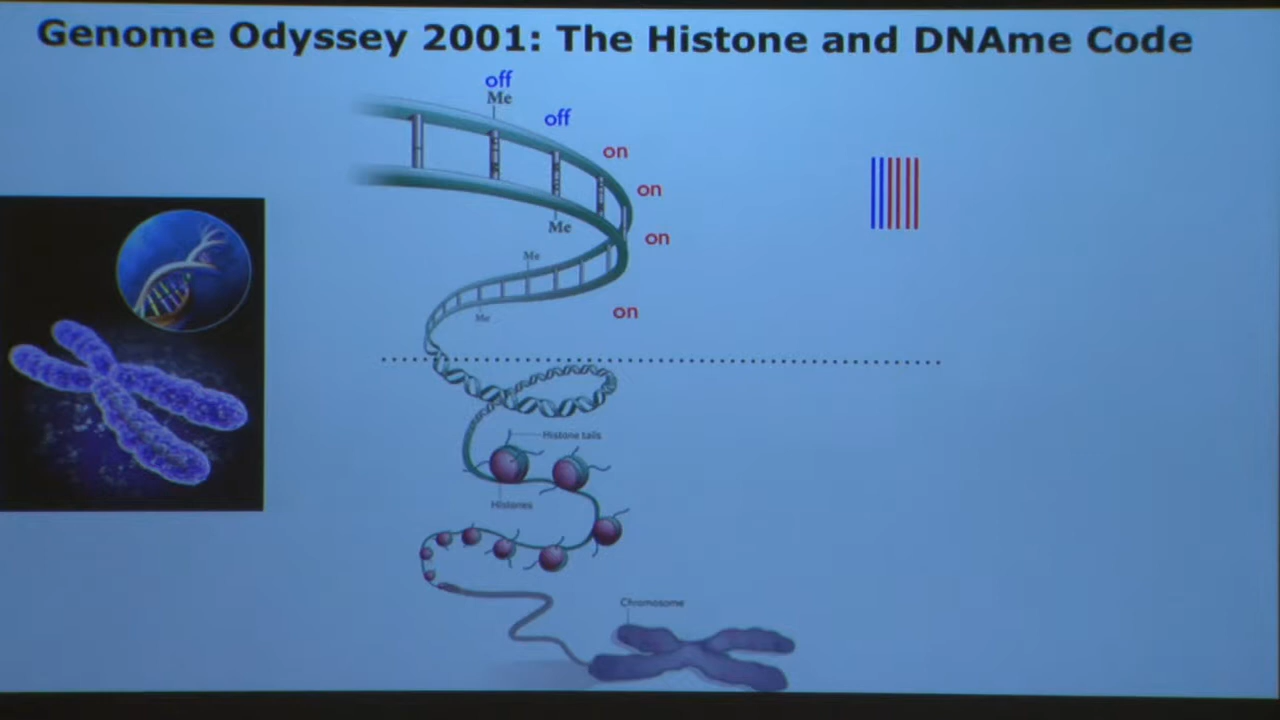 Genome Odyssey 2001: The Histone and DNAme Code
off
Me
off
on
on
Me
on
Me
on
Me
Histone tails
Histones
Chromosome